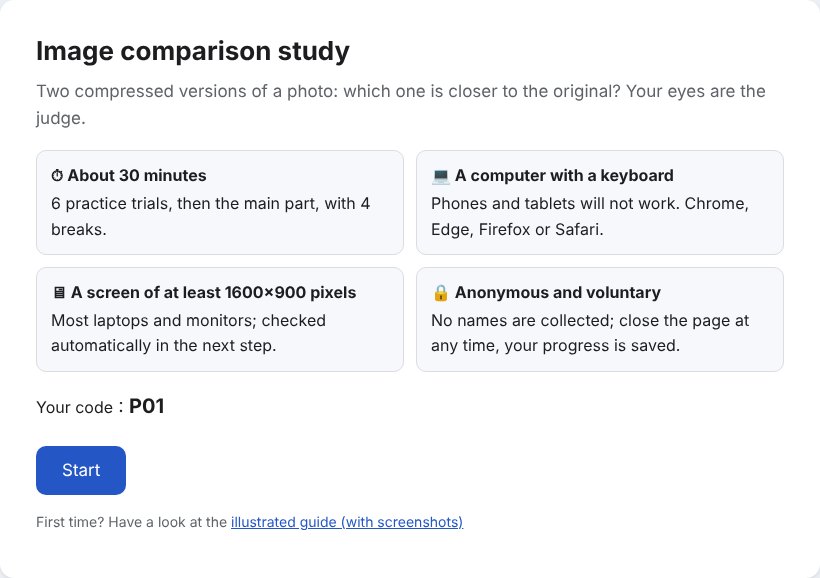 Image comparison study
Two compressed versions of a photo: which one is closer to the original? Your eyes are the
judge.
⏱ About 30 minutes
6 practice trials, then the main part, with 4
breaks.
💻 A computer with a keyboard
Phones and tablets will not work. Chrome,
Edge, Firefox or Safari.
🖥 A screen of at least 1600×900 pixels
Most laptops and monitors; checked
automatically in the next step.
🔒 Anonymous and voluntary
No names are collected; close the page at
any time, your progress is saved.
Your code : P01
Start
First time? Have a look at the illustrated guide (with screenshots)